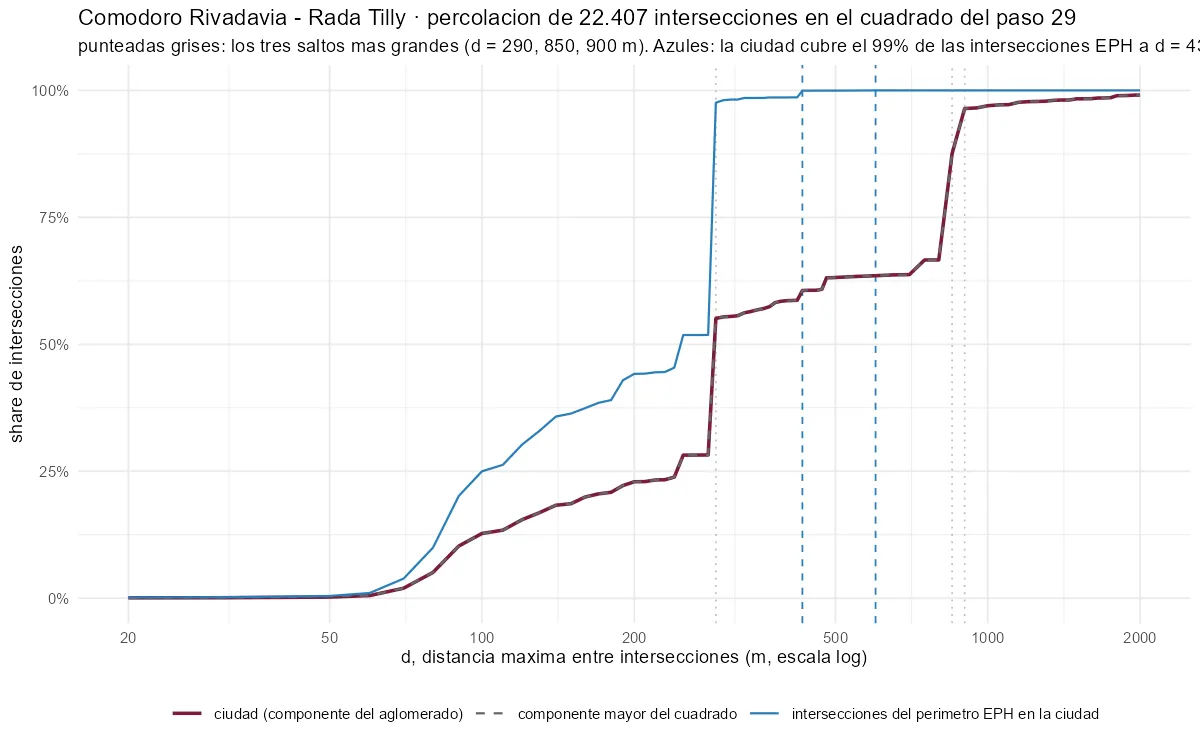 Comodoro Rivadavia - Rada Tilly · percolacion de 22.407 intersecciones en el cuadrado del paso 29
punteadas grises: los tres saltos mas grandes (d = 290, 850, 900 m). Azules: la ciudad cubre el 99% de las intersecciones EPH a d = 43
100%
75%
50%
25%
0%
share de intersecciones
20 50 100 200 500 1000 2000
d, distancia maxima entre intersecciones (m, escala log)
ciudad (componente del aglomerado) componente mayor del cuadrado intersecciones del perimetro EPH en la ciudad